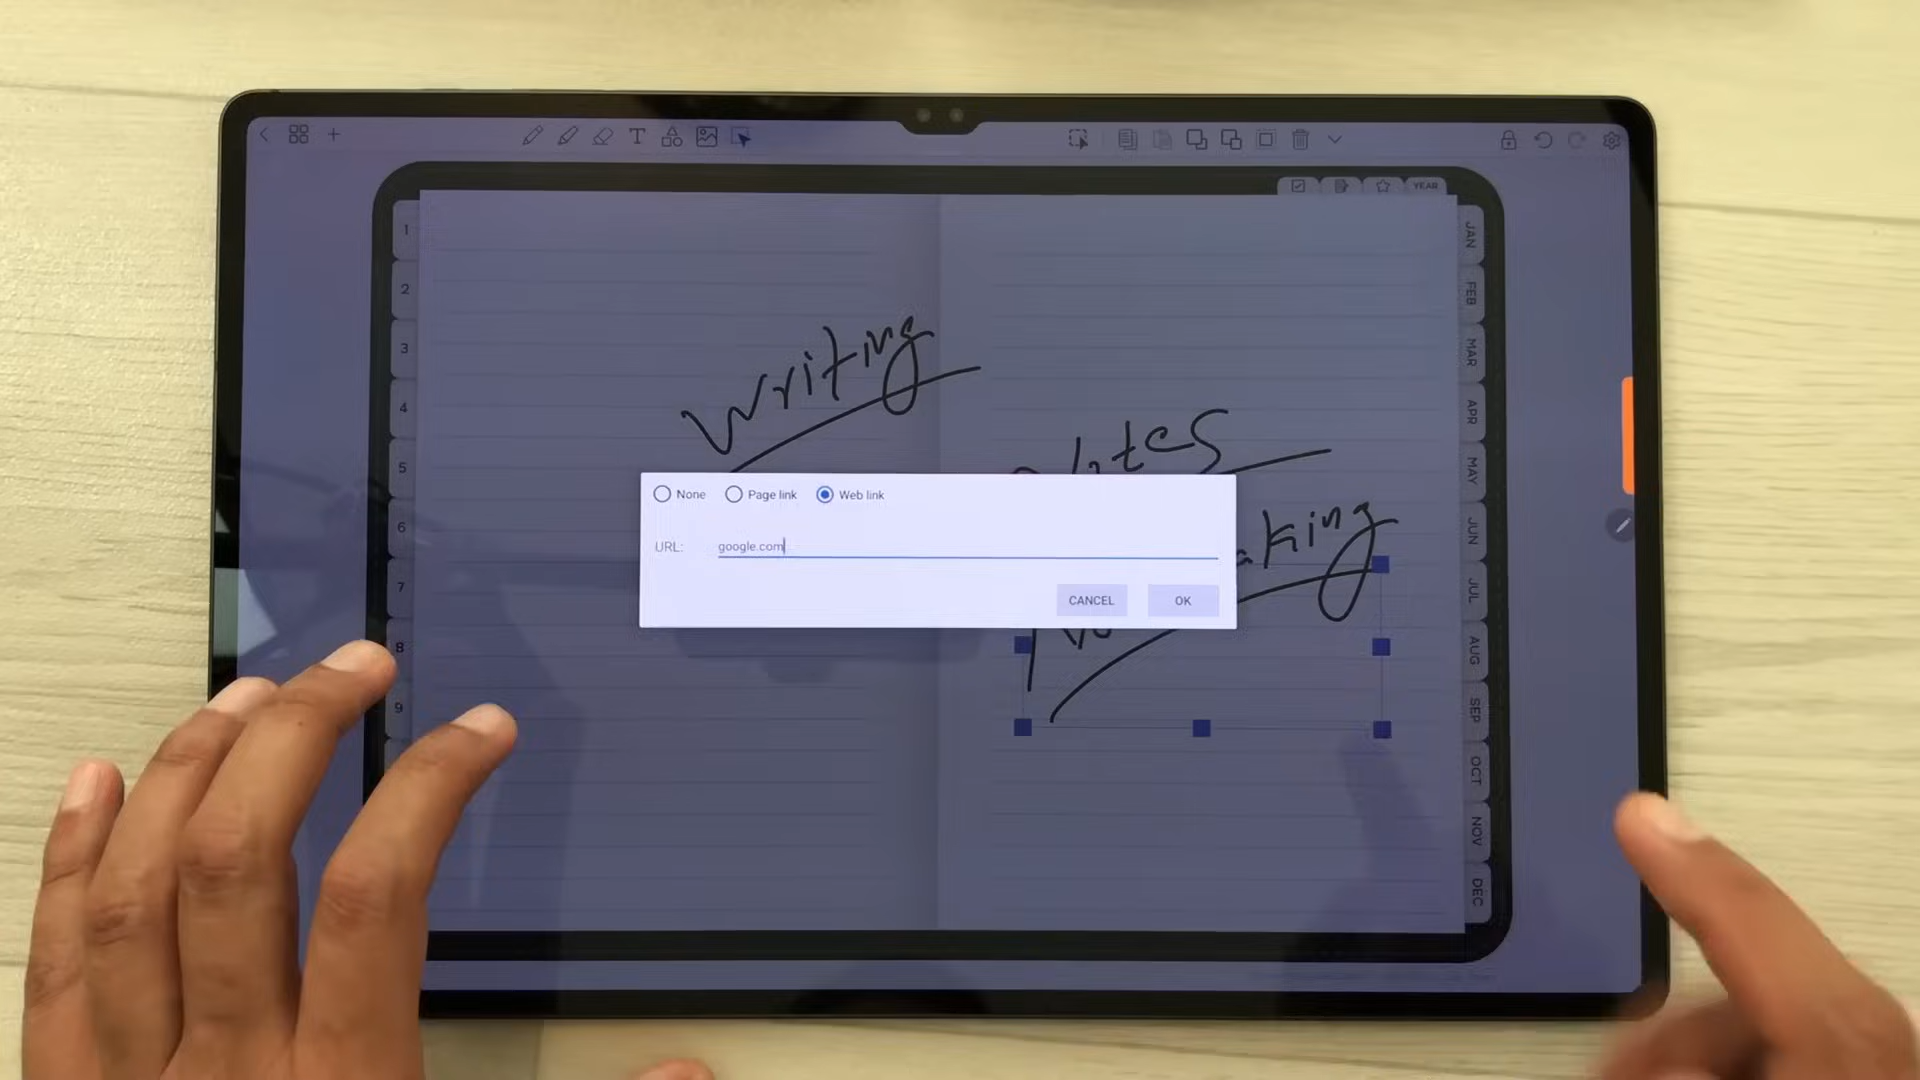 YEAR
1
2
3
4
5
6
7
8
9
JAN
FEB
MAR
APR
MAY
JUN
JUL
AUG
SEP
OCT
NOV
DEC
Writing
None Page link Web link
URL: google.com
CANCEL OK